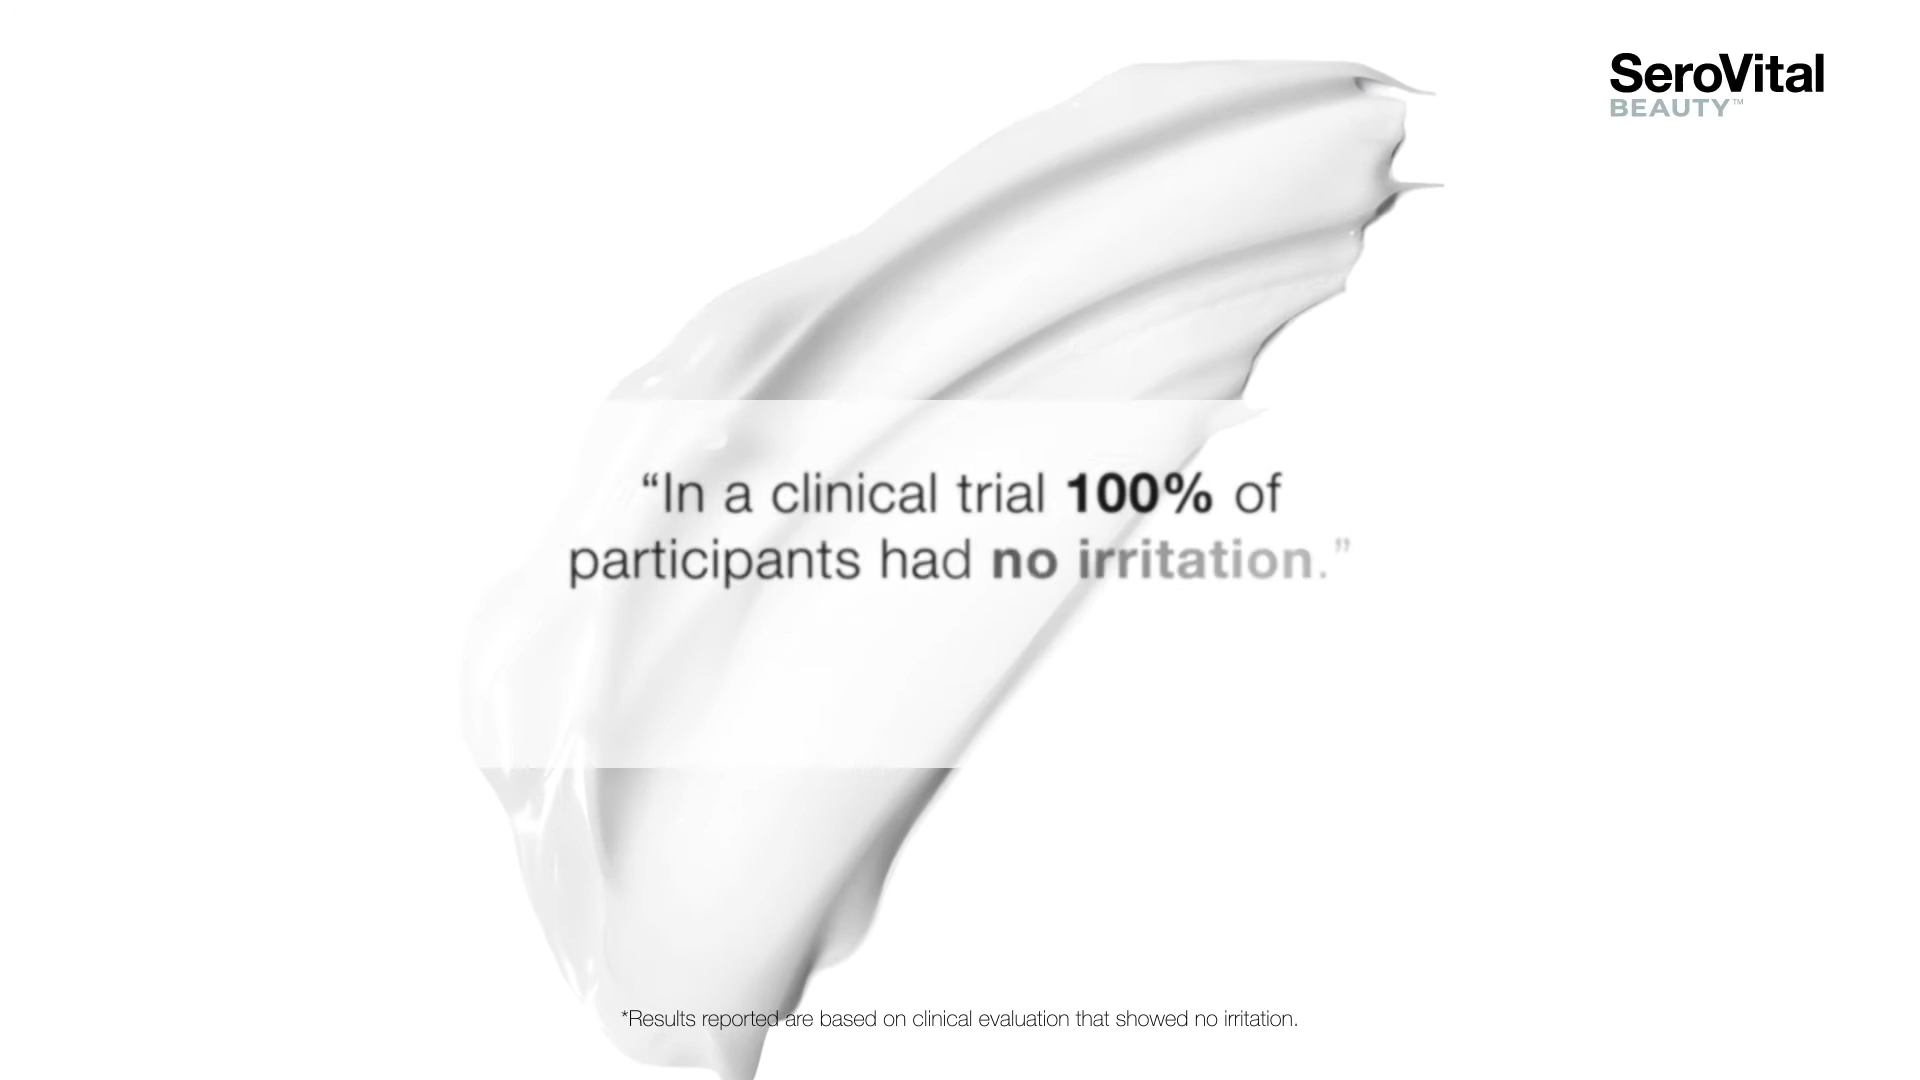 SeroVital
BEAUTY™
“In a clinical trial 100% of
participants had no irritation.”
*Results reported are based on clinical evaluation that showed no irritation.